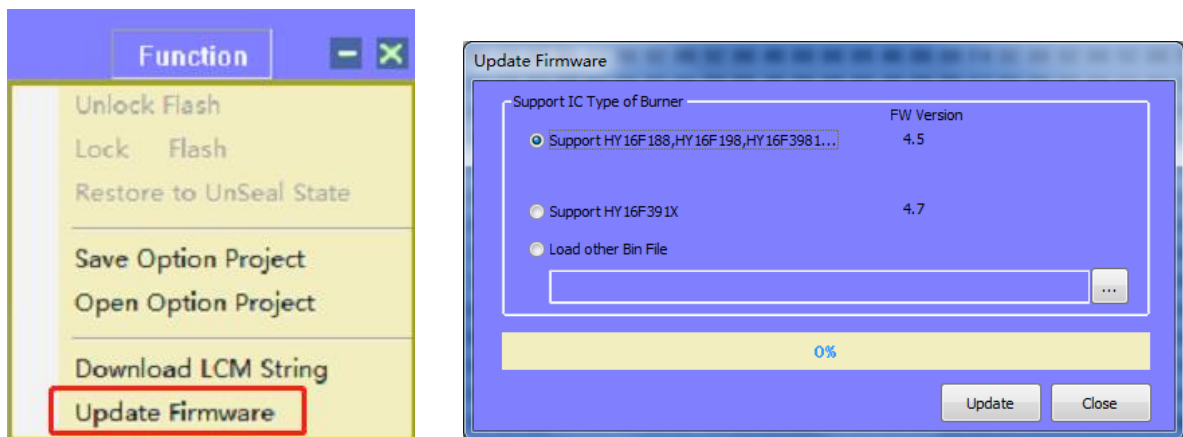 Function
Unlock Flash
Lock Flash
Restore to UnSeal State
Save Option Project
Open Option Project
Download LCM String
Update Firmware
Update Firmware
Support IC Type of Burner
FW Version
Support HY16F188,HY16F198,HY16F3981...
4.5
Support HY16F391X
4.7
Load other Bin File
...
0%
Update
Close